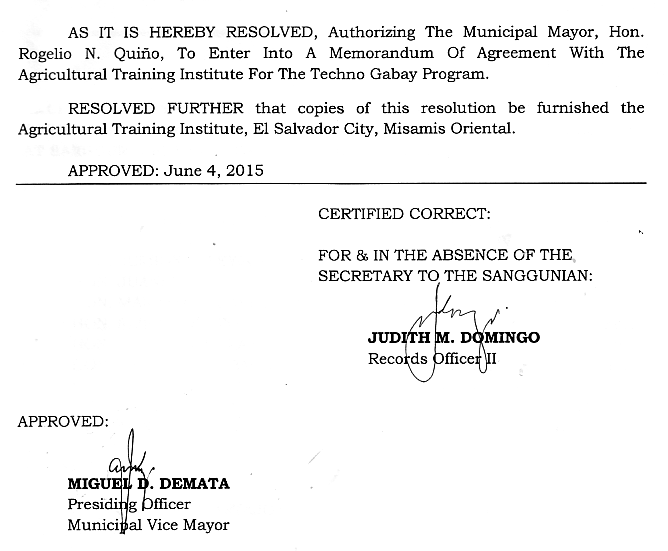 AS IT IS HEREBY RESOLVED, Authorizing The Municipal Mayor, Hon.
Rogelio N. Quiño, To Enter Into A Memorandum Of Agreement With The
Agricultural Training Institute For The Techno Gabay Program.
RESOLVED FURTHER that copies of this resolution be furnished the
Agricultural Training Institute, El Salvador City, Misamis Oriental.
APPROVED: June 4, 2015
CERTIFIED CORRECT:
FOR & IN THE ABSENCE OF THE
SECRETARY TO THE SANGGUNIAN:
JUDITH M. DOMINGO
Records Officer II
APPROVED:
MIGUEL D. DEMATA
Presiding Officer
Municipal Vice Mayor